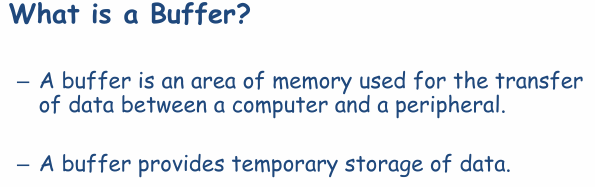 What is a Buffer?
– A buffer is an area of memory used for the transfer
of data between a computer and a peripheral.
– A buffer provides temporary storage of data.